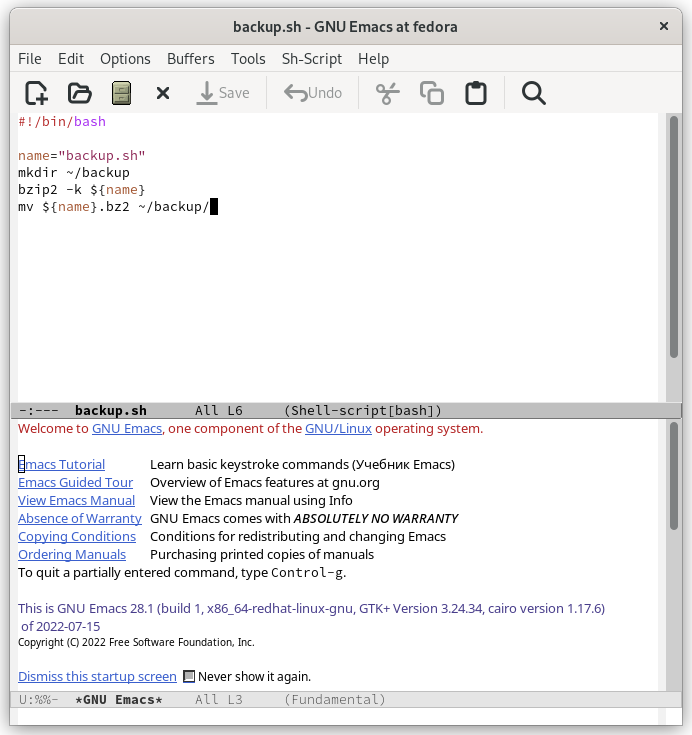 backup.sh - GNU Emacs at fedora
File Edit Options Buffers Tools Sh-Script Help
Save Undo
#!/bin/bash
name="backup.sh"
mkdir ~/backup
bzip2 -k ${name}
mv ${name}.bz2 ~/backup/
-:--- backup.sh All L6 (Shell-script[bash])
Welcome to GNU Emacs, one component of the GNU/Linux operating system.
Emacs Tutorial Learn basic keystroke commands (Учебник Emacs)
Emacs Guided Tour Overview of Emacs features at gnu.org
View Emacs Manual View the Emacs manual using Info
Absence of Warranty GNU Emacs comes with ABSOLUTELY NO WARRANTY
Copying Conditions Conditions for redistributing and changing Emacs
Ordering Manuals Purchasing printed copies of manuals
To quit a partially entered command, type Control-g.
This is GNU Emacs 28.1 (build 1, x86_64-redhat-linux-gnu, GTK+ Version 3.24.34, cairo version 1.17.6)
of 2022-07-15
Copyright (C) 2022 Free Software Foundation, Inc.
Dismiss this startup screen Never show it again.
U:%%- *GNU Emacs* All L3 (Fundamental)